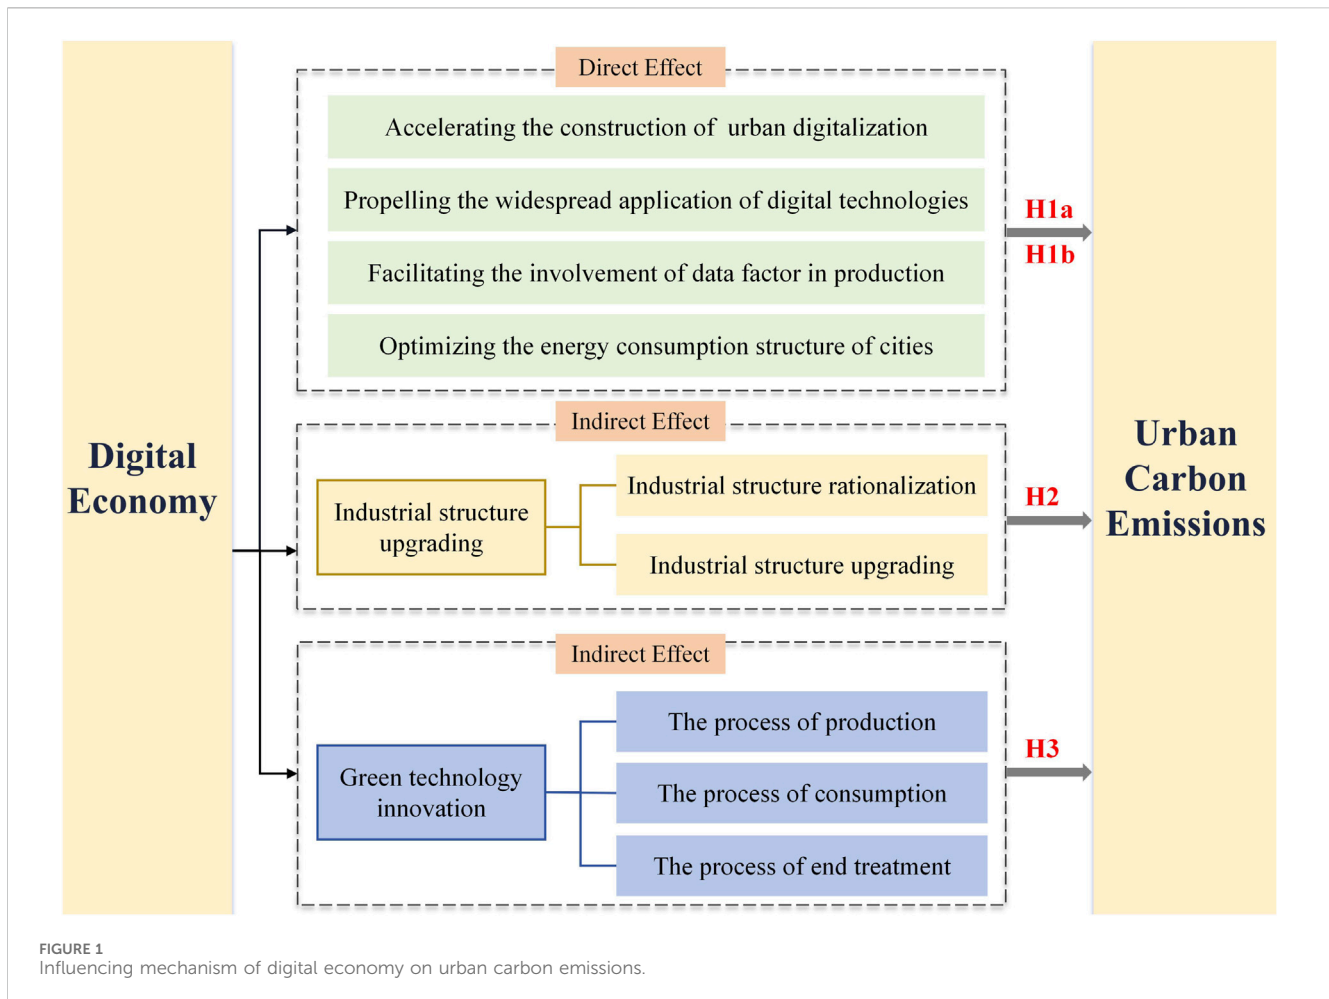 Digital
Economy
Direct Effect
Accelerating the construction of urban digitalization
Propelling the widespread application of digital technologies
Facilitating the involvement of data factor in production
Optimizing the energy consumption structure of cities
H1a
H1b
Indirect Effect
Industrial structure
upgrading
Industrial structure rationalization
Industrial structure upgrading
H2
Indirect Effect
Green technology
innovation
The process of production
The process of consumption
The process of end treatment
H3
Urban
Carbon
Emissions
FIGURE 1
Influencing mechanism of digital economy on urban carbon emissions.